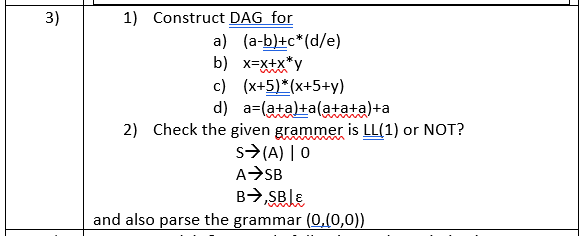 3) 1) Construct DAG for
a) (a-b)+c*(d/e)
b) x=x+x*y
c) (x+5)*(x+5+y)
d) a=(a+a)+a(a+a+a)+a
2) Check the given grammer is LL(1) or NOT?
S→(A) | 0
A→SB
B→,SB|ε
and also parse the grammar (0,(0,0))